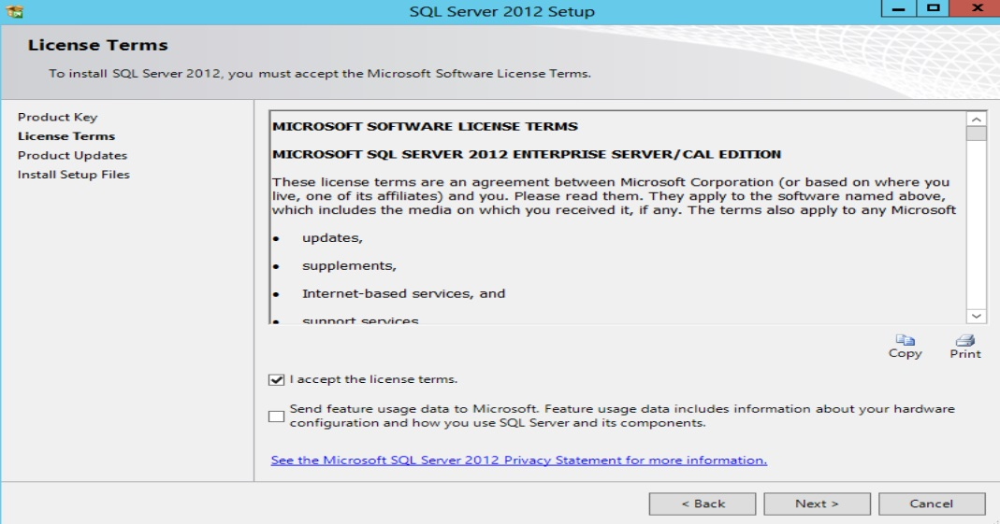 SQL Server 2012 Setup
License Terms
To install SQL Server 2012, you must accept the Microsoft Software License Terms.
Product Key
License Terms
Product Updates
Install Setup Files
MICROSOFT SOFTWARE LICENSE TERMS
MICROSOFT SQL SERVER 2012 ENTERPRISE SERVER/CAL EDITION
These license terms are an agreement between Microsoft Corporation (or based on where you
live, one of its affiliates) and you. Please read them. They apply to the software named above,
which includes the media on which you received it, if any. The terms also apply to any Microsoft
• updates,
• supplements,
• Internet-based services, and
• support services
Copy Print
I accept the license terms.
Send feature usage data to Microsoft. Feature usage data includes information about your hardware
configuration and how you use SQL Server and its components.
See the Microsoft SQL Server 2012 Privacy Statement for more information.
< Back Next > Cancel